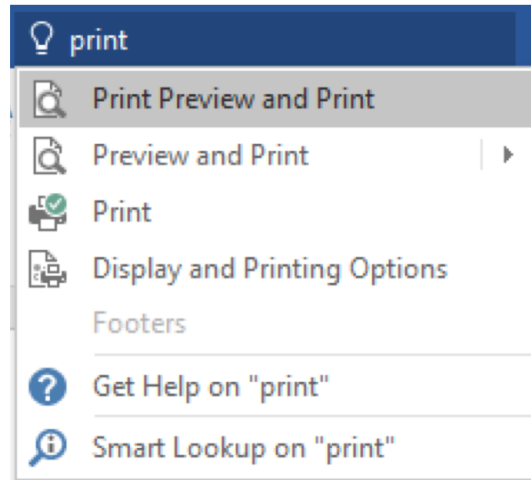 print
Print Preview and Print
Preview and Print
Print
Display and Printing Options
Footers
Get Help on "print"
Smart Lookup on "print"